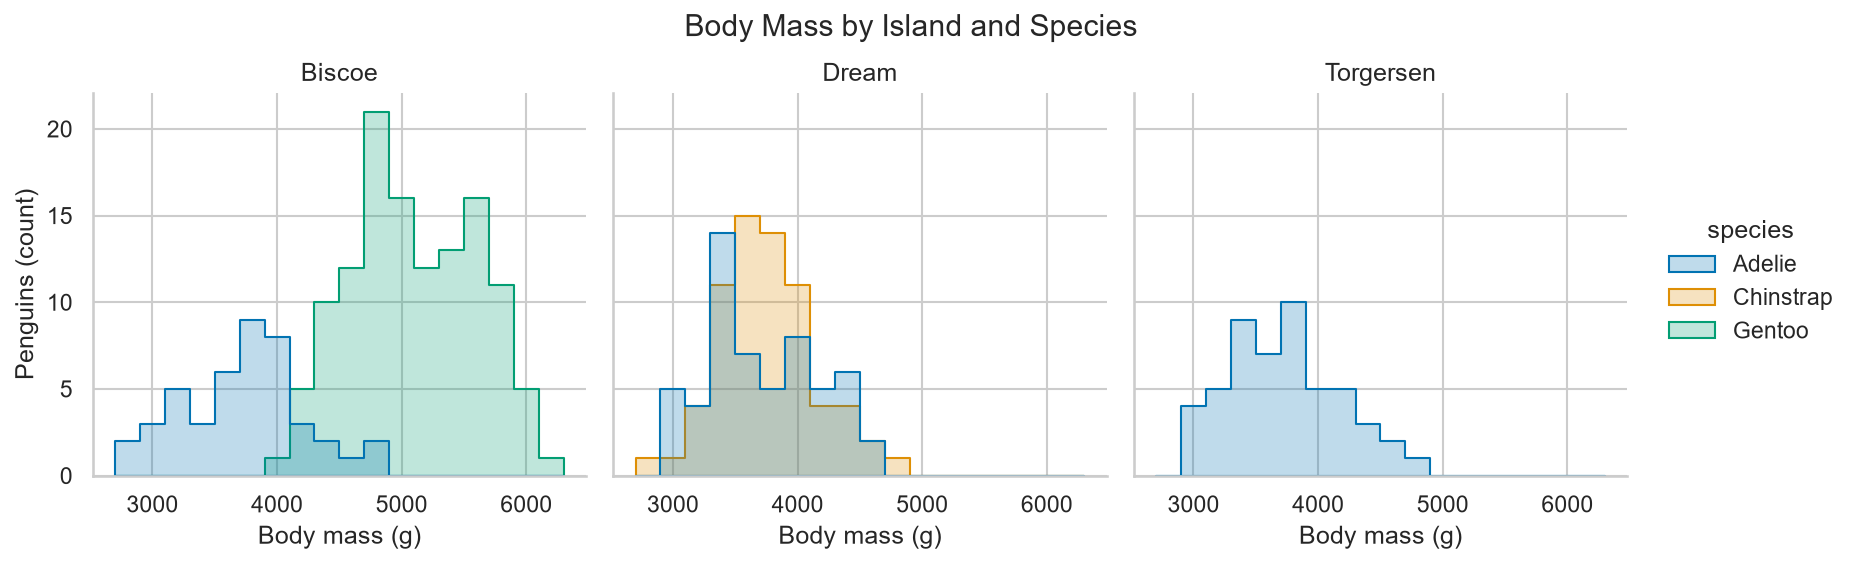 Body Mass by Island and Species
Biscoe
Dream
Torgersen
Penguins (count)
20
15
10
5
0
3000 4000 5000 6000
3000 4000 5000 6000
3000 4000 5000 6000
Body mass (g)
Body mass (g)
Body mass (g)
species
Adelie
Chinstrap
Gentoo